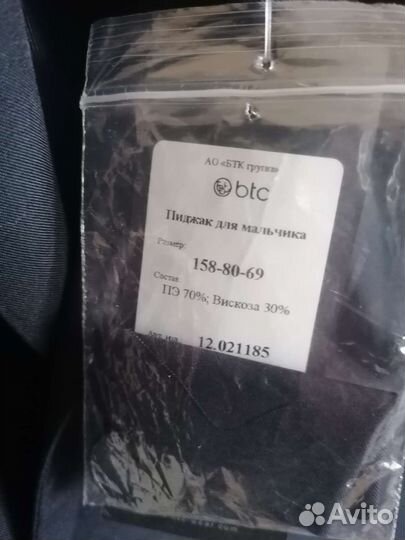 АО «БТК групп»
btc
Пиджак для мальчика
Размер:
158-80-69
Состав
ПЭ 70%; Вискоза 30%
12.021185
Avito